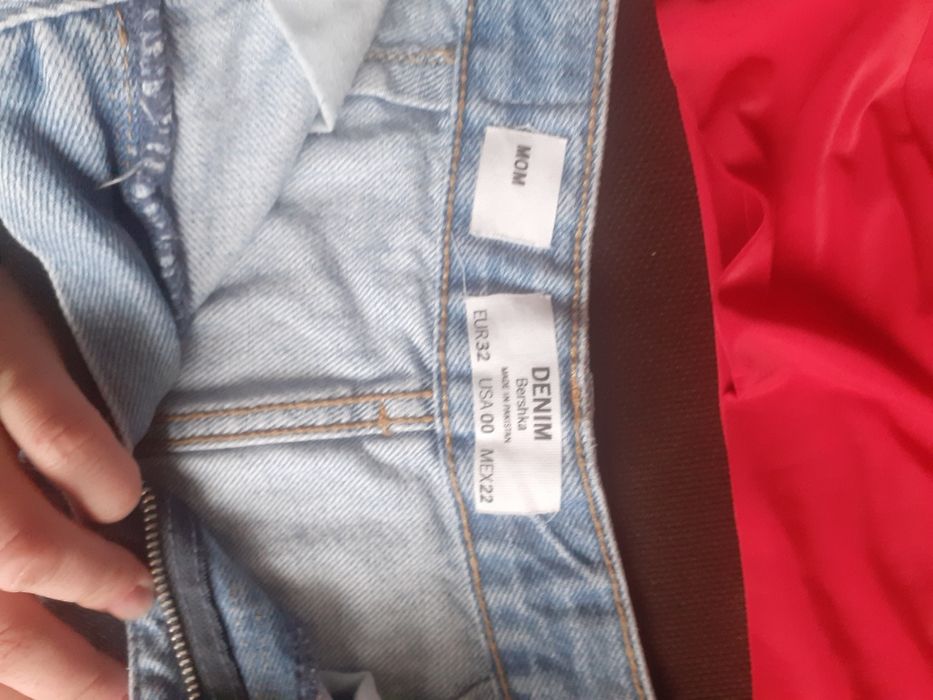 MOM
DENIM
Bershka
MADE IN PAKISTAN
EUR32 USA00 MEX22